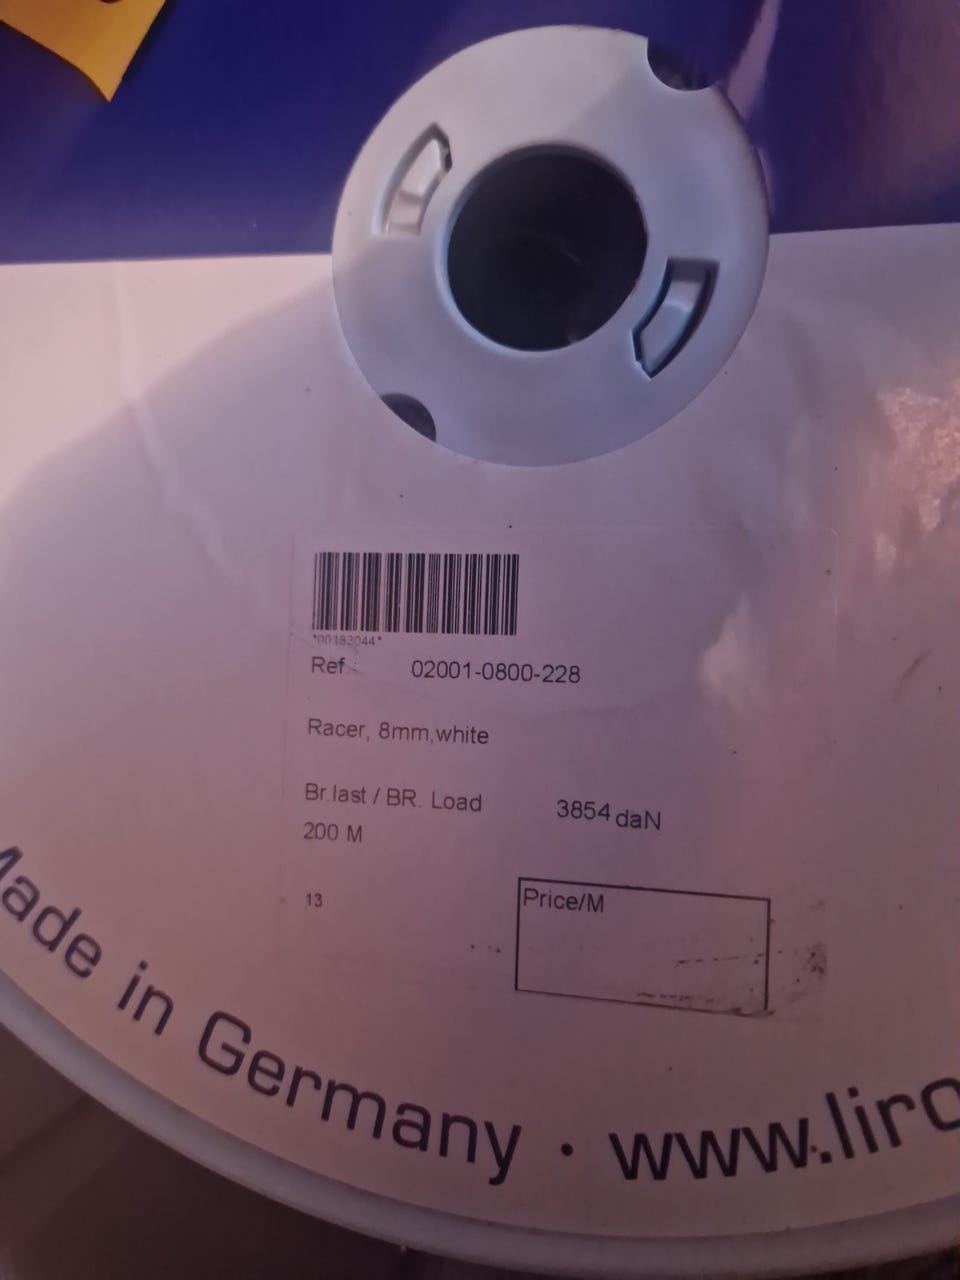 *00183044*
Ref : 02001-0800-228
Racer, 8mm,white
Br.last / BR. Load 3854 daN
200 M
13
Price/M
Made in Germany · www.liro